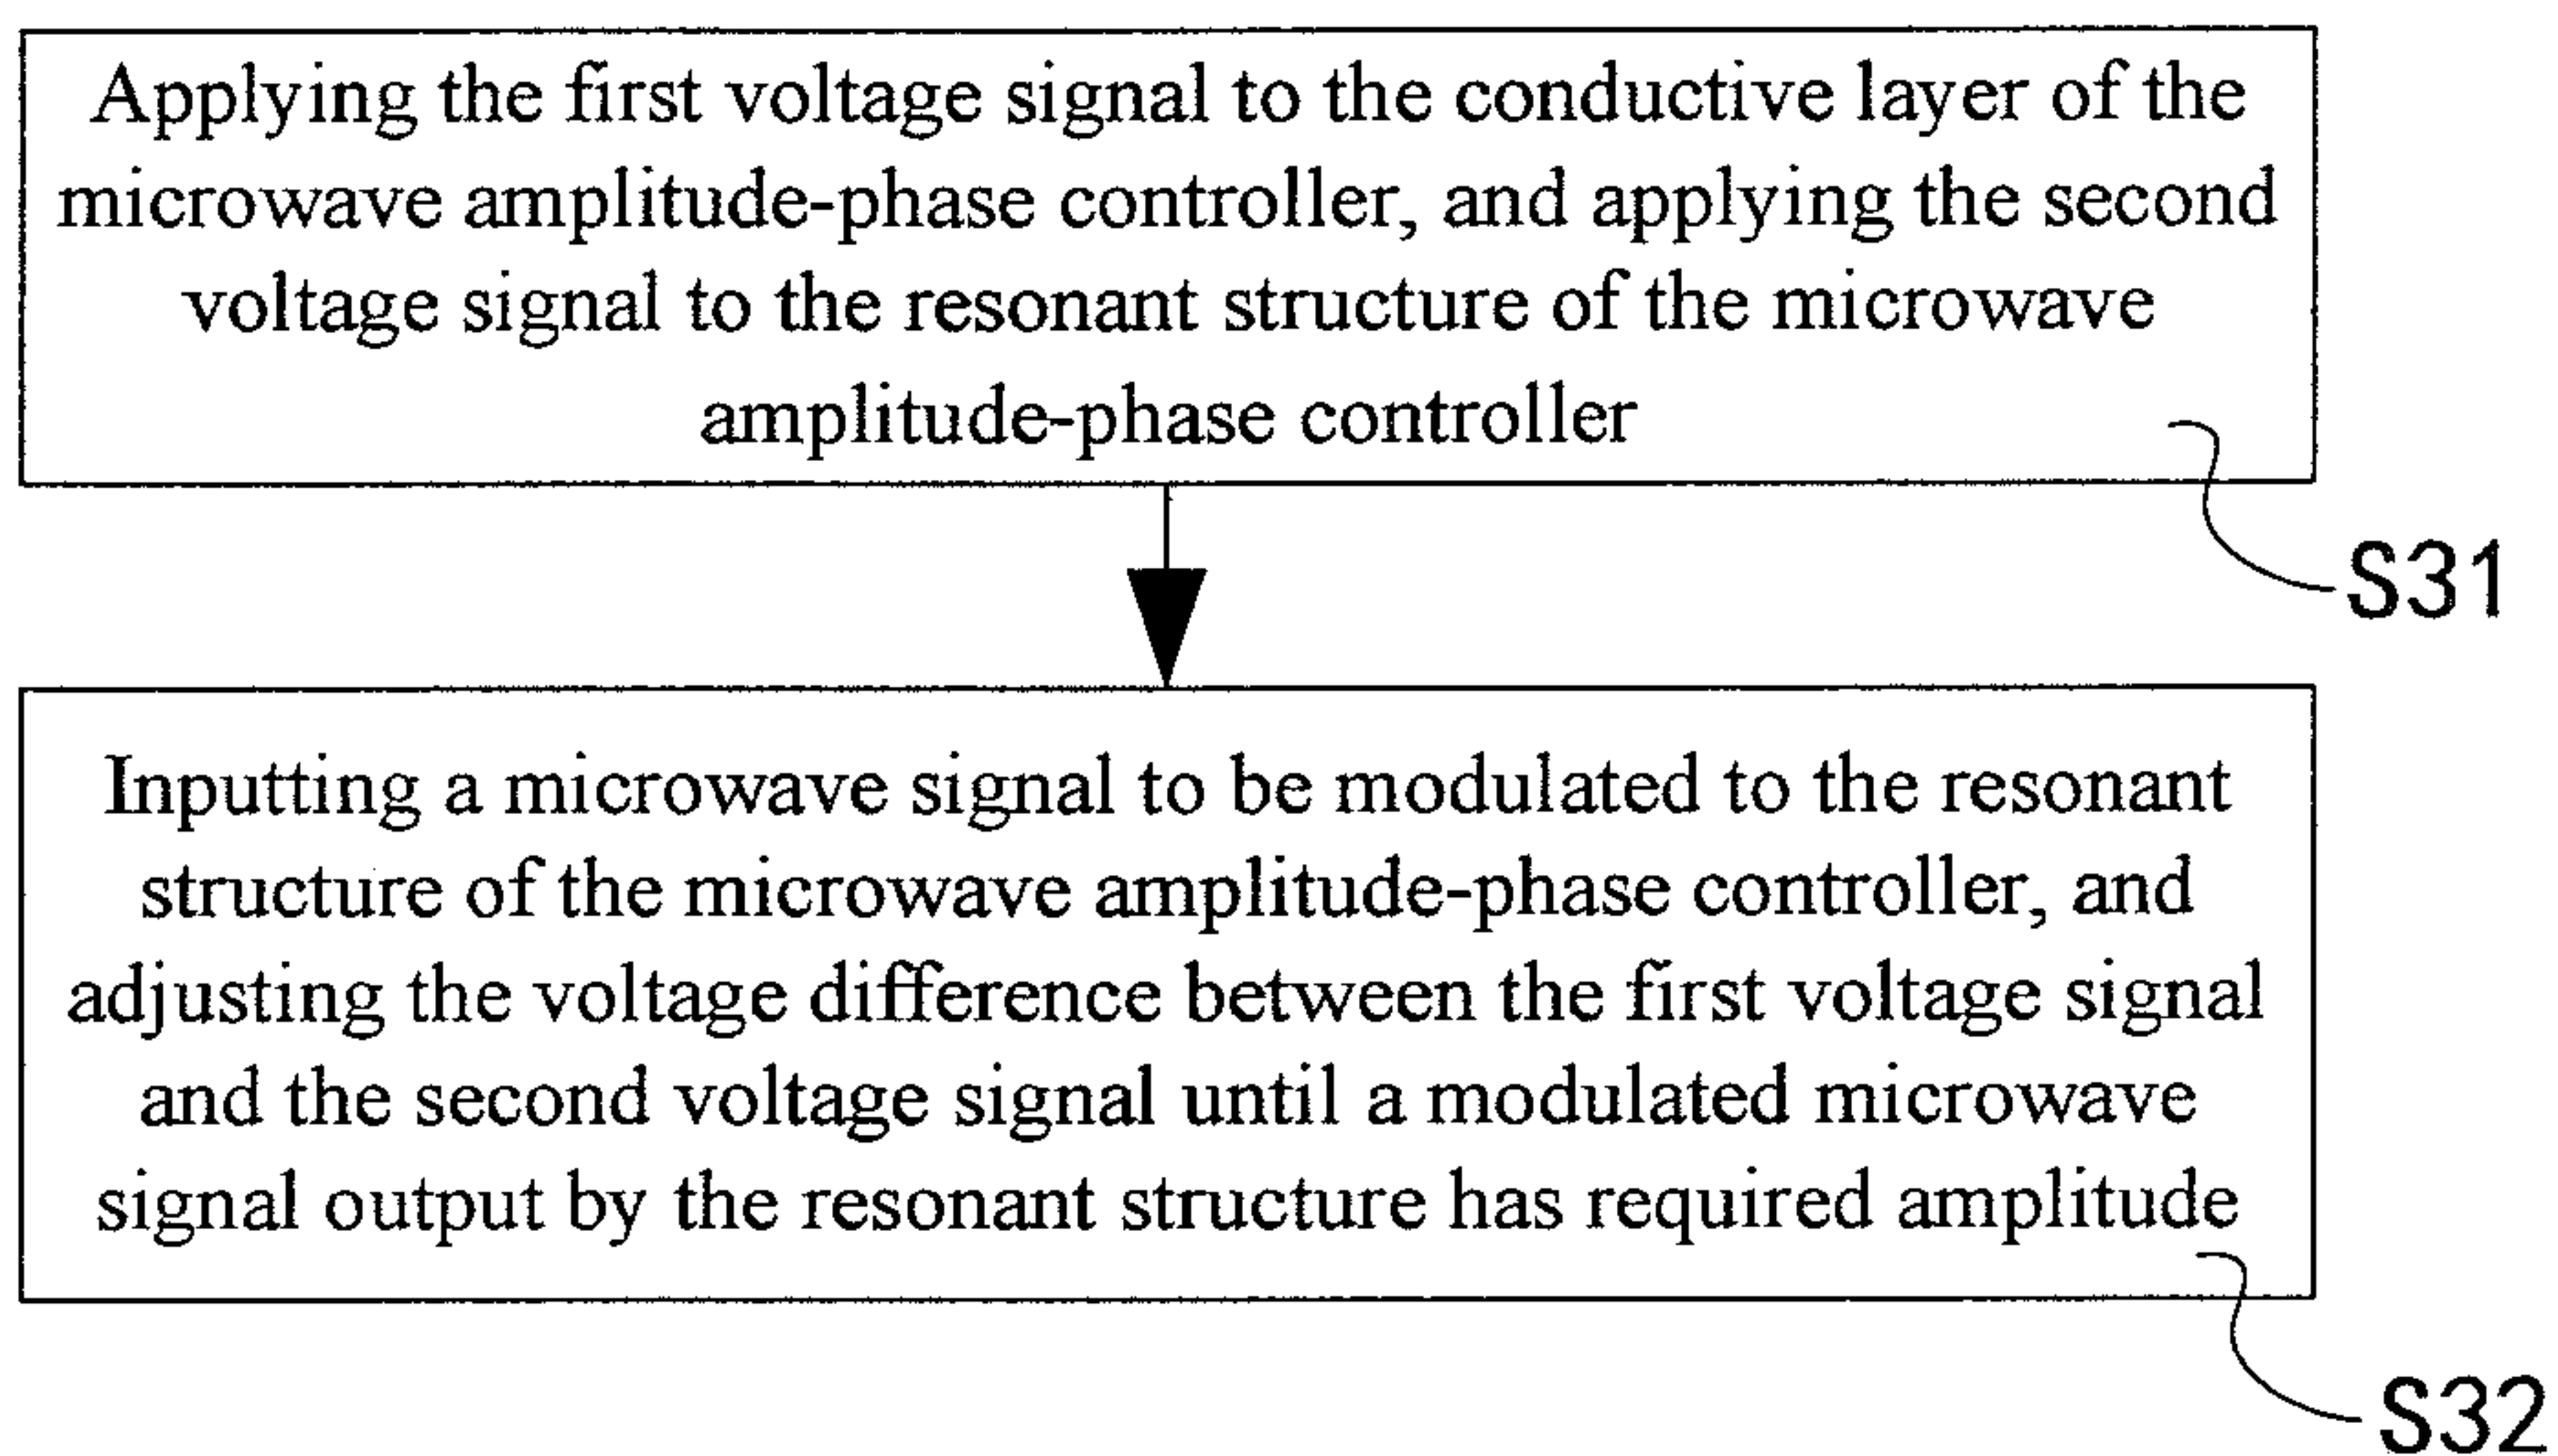 Applying the first voltage signal to the conductive layer of the
microwave amplitude-phase controller, and applying the second
voltage signal to the resonant structure of the microwave
amplitude-phase controller
S31
Inputting a microwave signal to be modulated to the resonant
structure of the microwave amplitude-phase controller, and
adjusting the voltage difference between the first voltage signal
and the second voltage signal until a modulated microwave
signal output by the resonant structure has required amplitude
S32